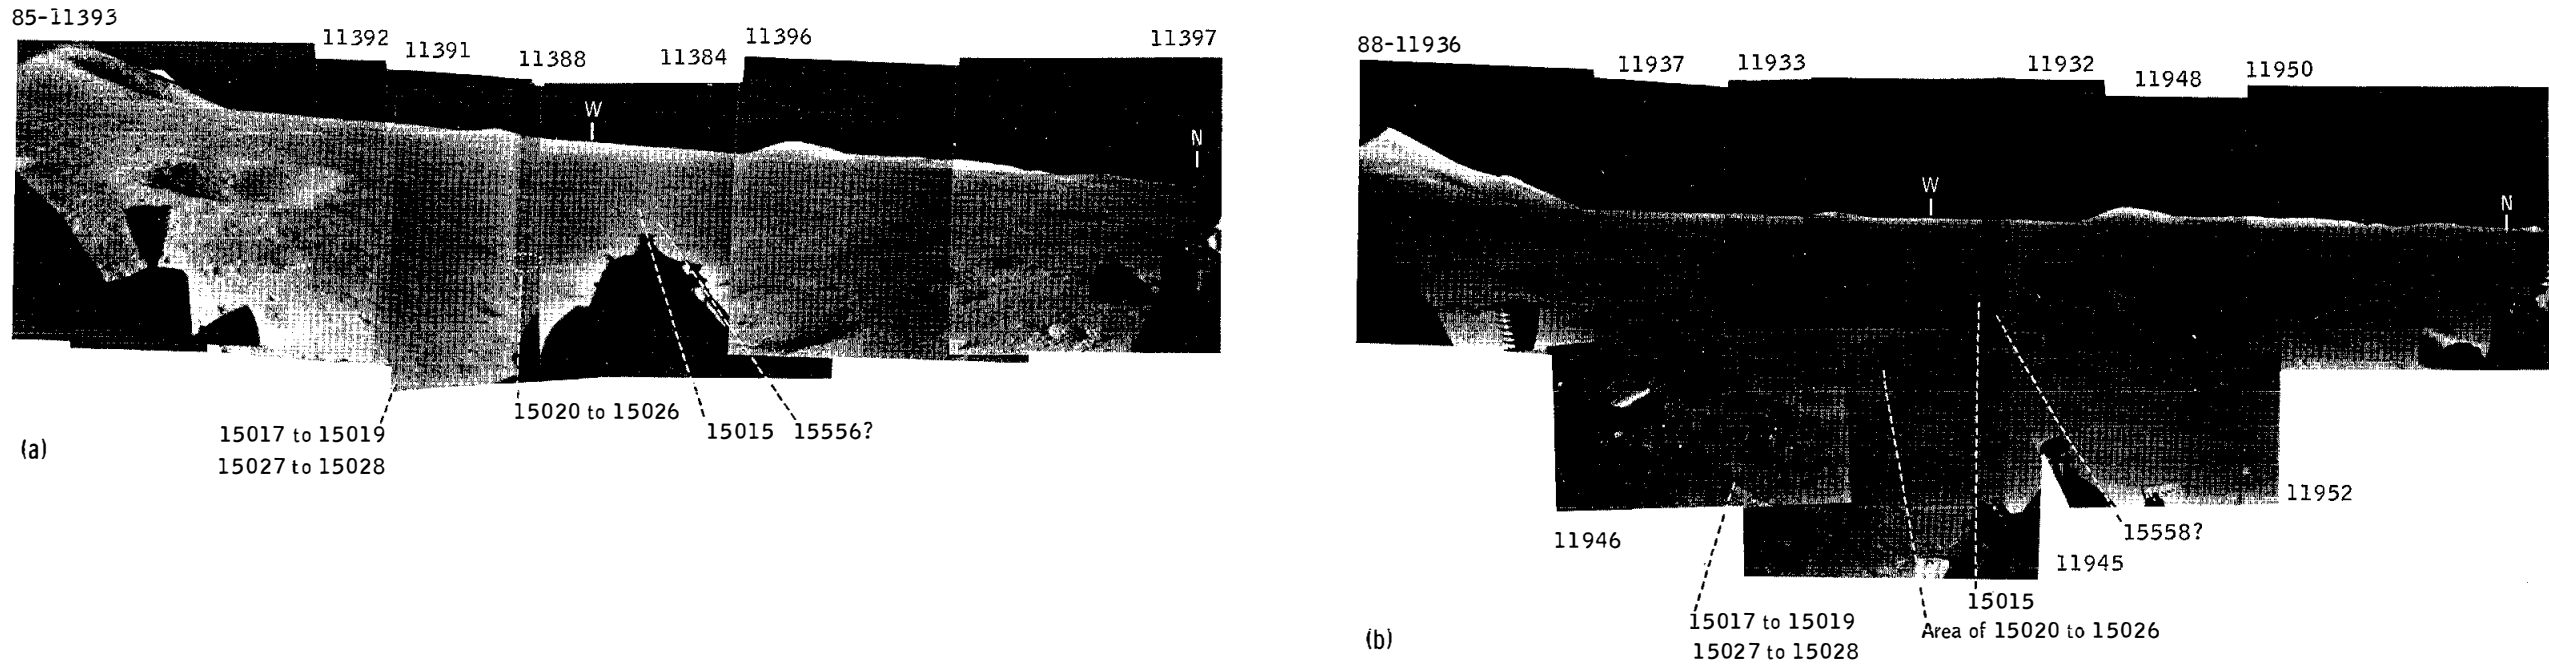 85-11393
11392
11391
11388
11384
11396
11397
W
N
15017 to 15019
15027 to 15028
15020 to 15026
15015
15556?
(a)
88-11936
11937
11933
11932
11948
11950
W
N
11946
11945
11952
15558?
15015
Area of 15020 to 15026
15017 to 15019
15027 to 15028
(b)